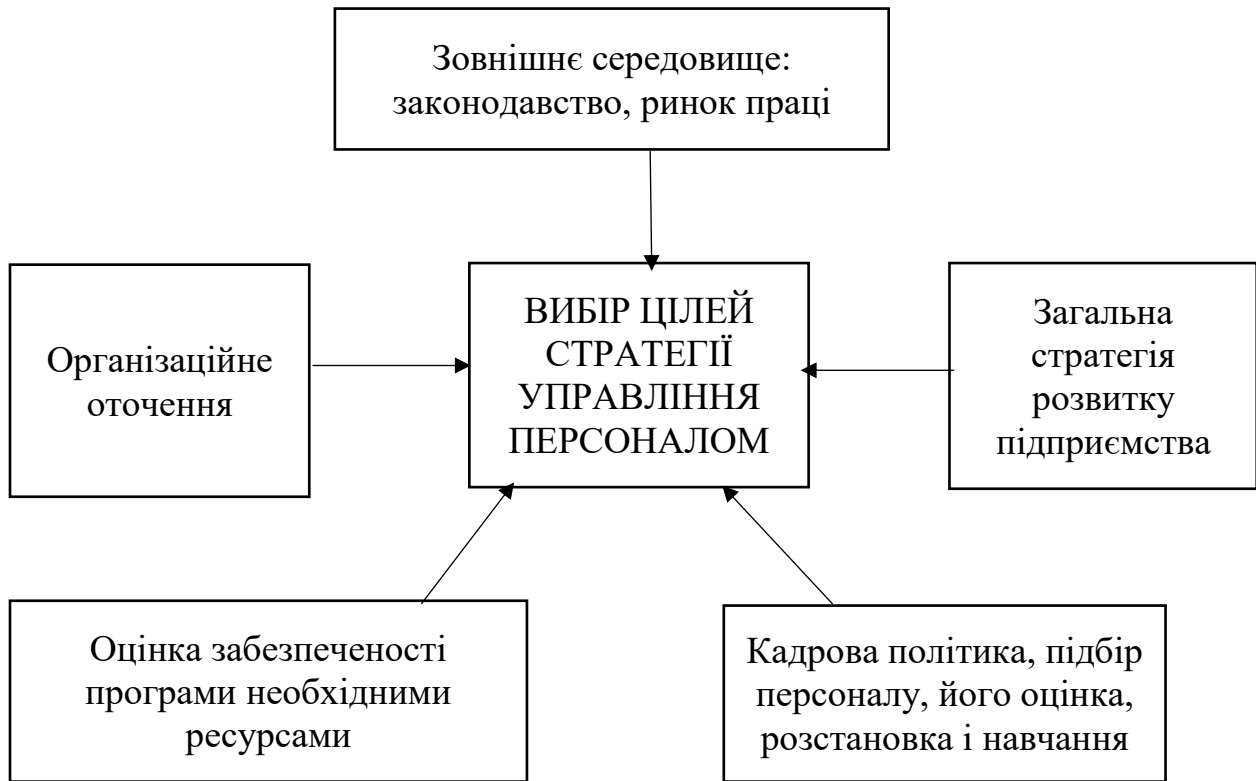 Зовнішнє середовище:
законодавство, ринок праці
Організаційне
оточення
ВИБІР ЦІЛЕЙ
СТРАТЕГІЇ
УПРАВЛІННЯ
ПЕРСОНАЛОМ
Загальна
стратегія
розвитку
підприємства
Оцінка забезпеченості
програми необхідними
ресурсами
Кадрова політика, підбір
персоналу, його оцінка,
розстановка і навчання